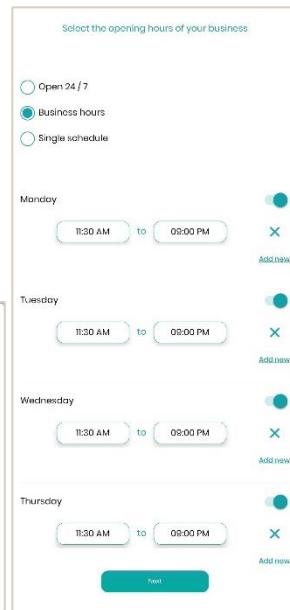 Select the opening hours of your business
Open 24 / 7
Business hours
Single schedule
Monday
11:30 AM to 09:00 PM
Add new
Tuesday
11:30 AM to 09:00 PM
Add new
Wednesday
11:30 AM to 09:00 PM
Add new
Thursday
11:30 AM to 09:00 PM
Add new
Next